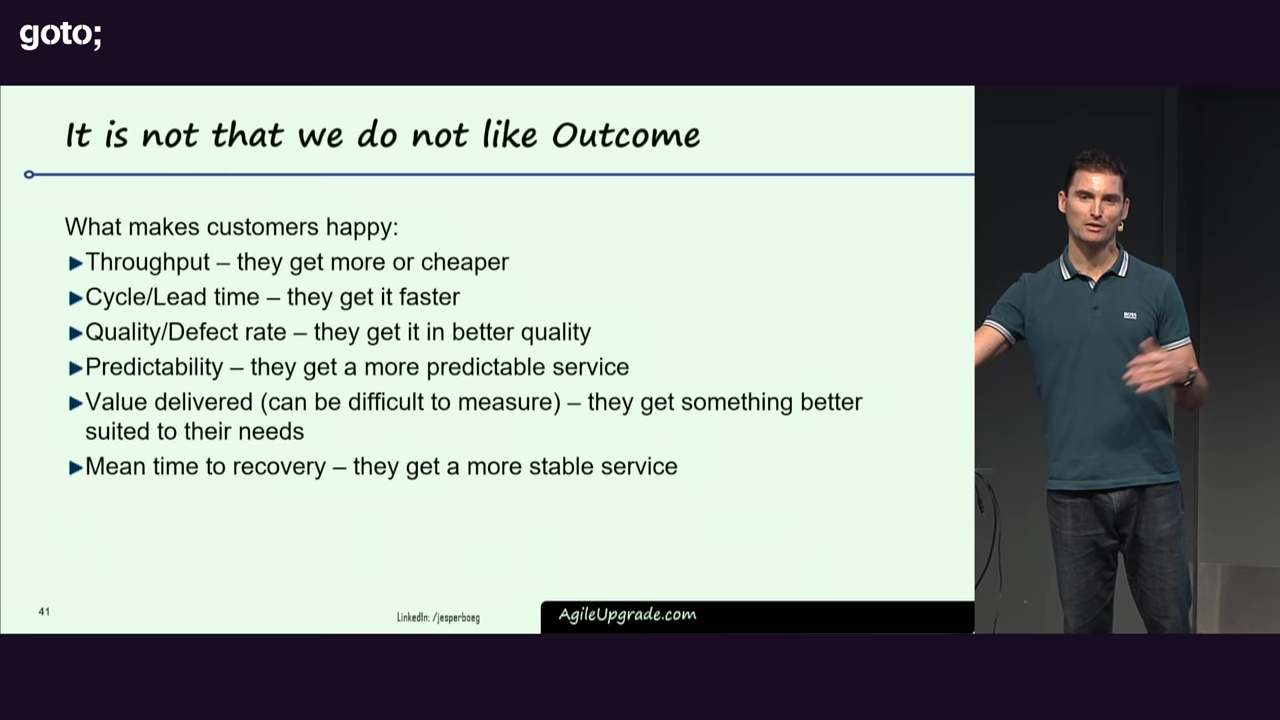 goto;
It is not that we do not like Outcome
What makes customers happy:
►Throughput – they get more or cheaper
►Cycle/Lead time – they get it faster
►Quality/Defect rate – they get it in better quality
►Predictability – they get a more predictable service
►Value delivered (can be difficult to measure) – they get something better
suited to their needs
►Mean time to recovery – they get a more stable service
41
LinkedIn: /jesperboeg
AgileUpgrade.com
BOSS